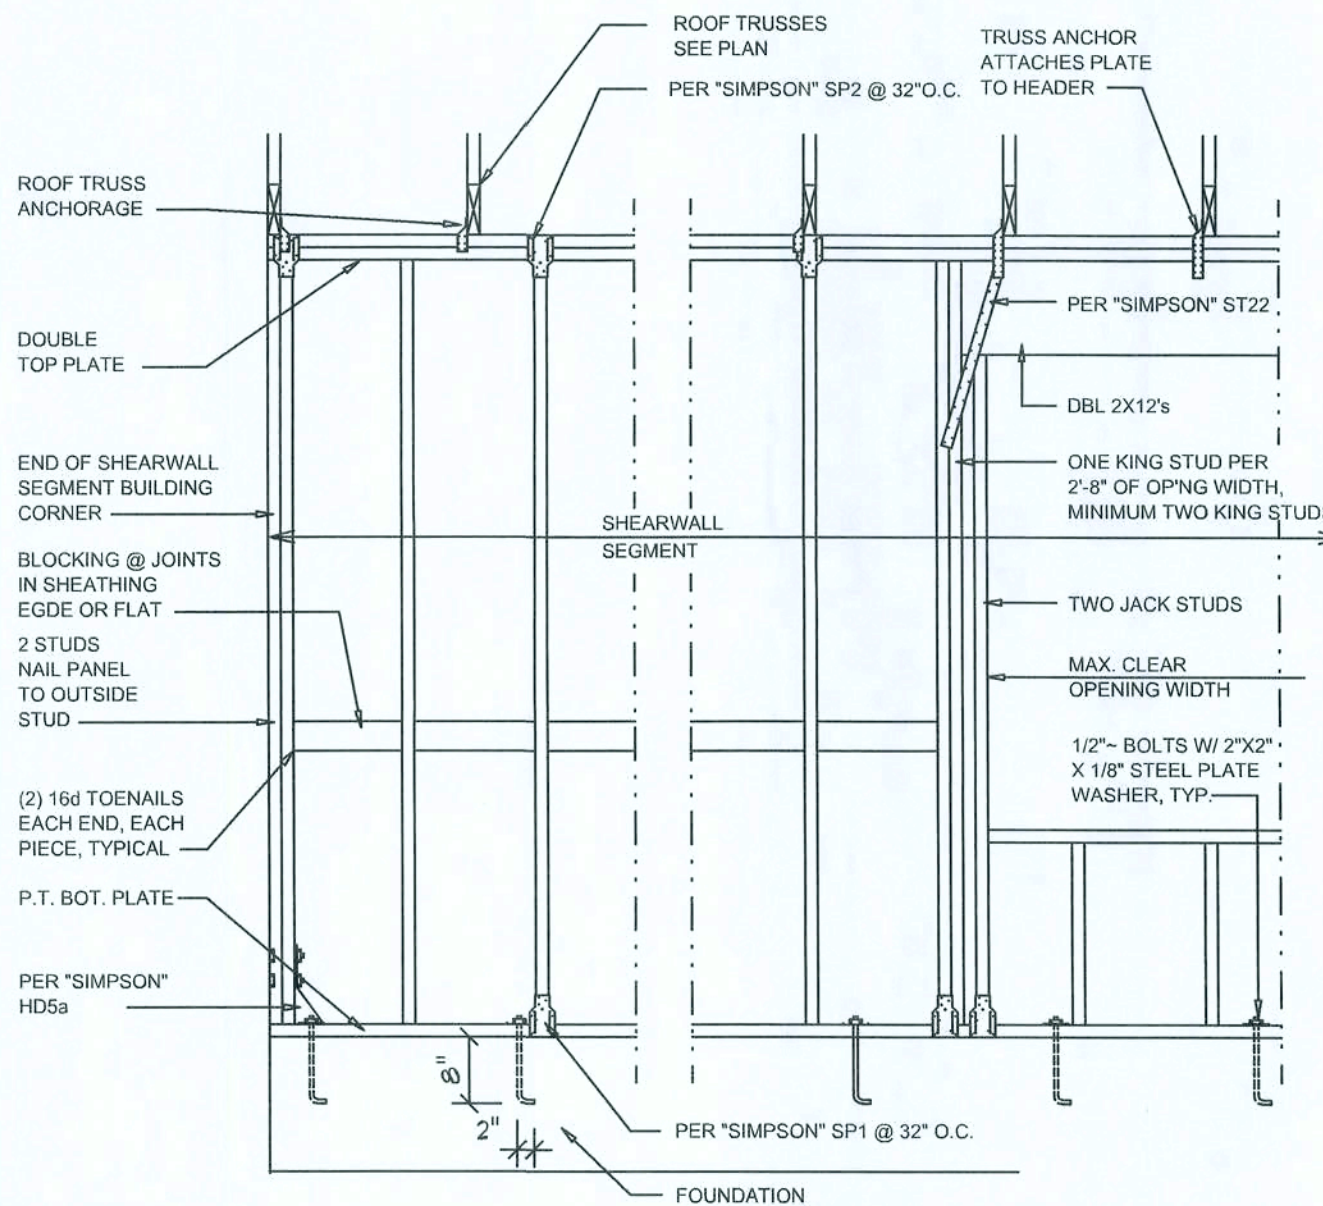 ROOF TRUSSES
SEE PLAN
TRUSS ANCHOR
ATTACHES PLATE
TO HEADER
PER "SIMPSON" SP2 @ 32"O.C.
ROOF TRUSS
ANCHORAGE
PER "SIMPSON" ST22
DOUBLE
TOP PLATE
DBL 2X12's
END OF SHEARWALL
SEGMENT BUILDING
CORNER
ONE KING STUD PER
2'-8" OF OP'NG WIDTH,
MINIMUM TWO KING STUDS
SHEARWALL
SEGMENT
BLOCKING @ JOINTS
IN SHEATHING
EGDE OR FLAT
TWO JACK STUDS
2 STUDS
NAIL PANEL
TO OUTSIDE
STUD
MAX. CLEAR
OPENING WIDTH
1/2"~ BOLTS W/ 2"X2"
X 1/8" STEEL PLATE
WASHER, TYP.
(2) 16d TOENAILS
EACH END, EACH
PIECE, TYPICAL
P.T. BOT. PLATE
PER "SIMPSON"
HD5a
8"
2"
PER "SIMPSON" SP1 @ 32" O.C.
FOUNDATION